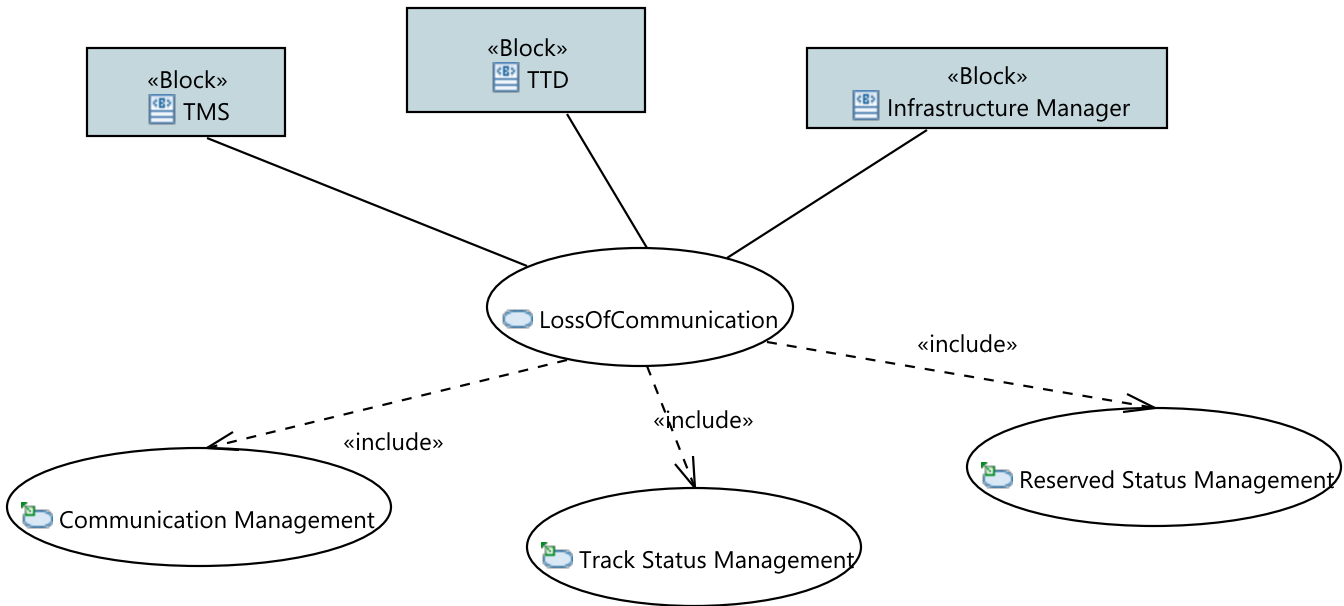 «Block»
TMS
«Block»
TTD
«Block»
Infrastructure Manager
LossOfCommunication
«include»
«include»
«include»
Communication Management
Track Status Management
Reserved Status Management